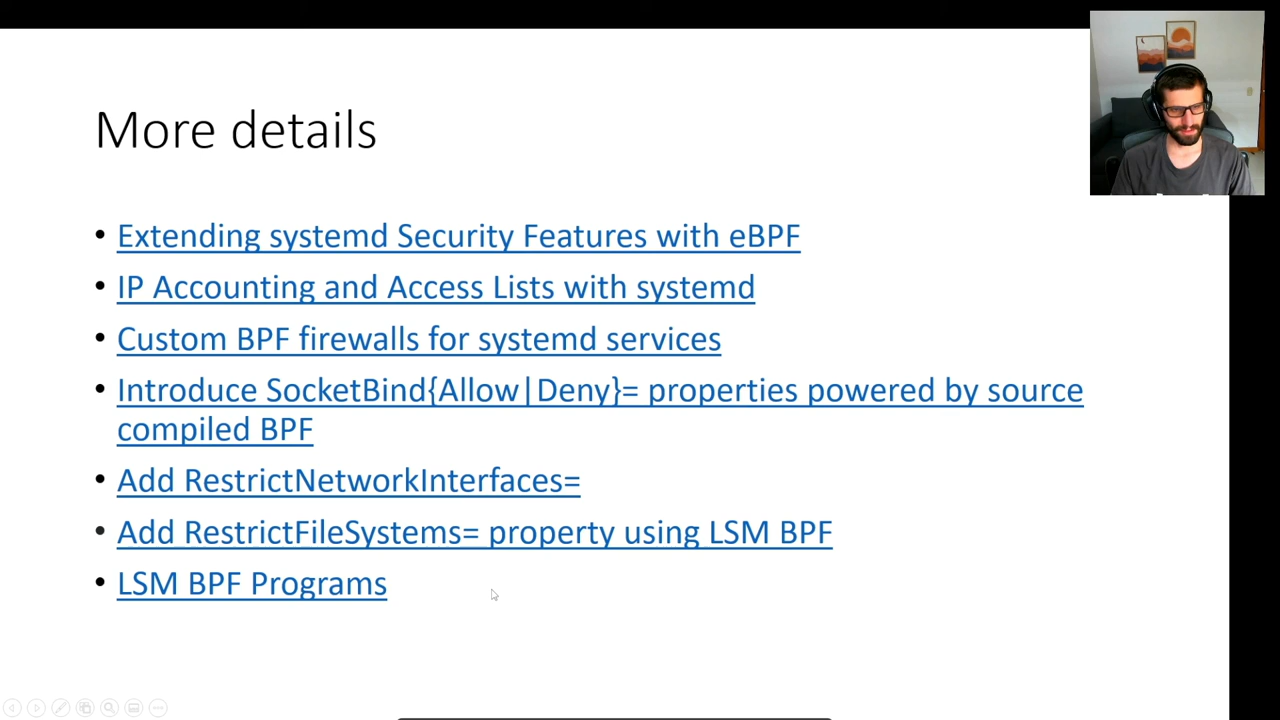 More details
• Extending systemd Security Features with eBPF
• IP Accounting and Access Lists with systemd
• Custom BPF firewalls for systemd services
• Introduce SocketBind{Allow|Deny}= properties powered by source
compiled BPF
• Add RestrictNetworkInterfaces=
• Add RestrictFileSystems= property using LSM BPF
• LSM BPF Programs